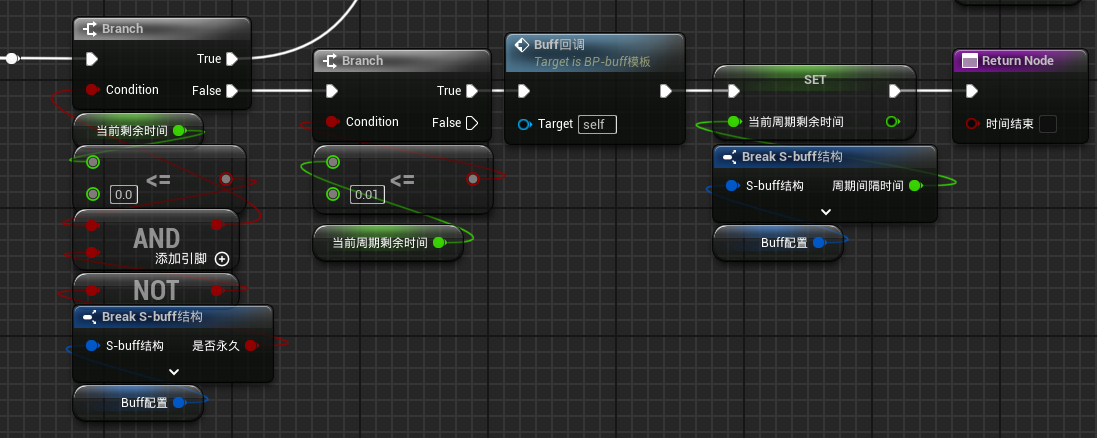 Branch
True
Condition
False
当前剩余时间
<=
0.0
AND
添加引脚
NOT
Break S-buff结构
S-buff结构
是否永久
Buff配置
Branch
True
Condition
False
<=
0.01
当前周期剩余时间
Buff回调
Target is BP-buff模板
Target
self
SET
当前周期剩余时间
Break S-buff结构
S-buff结构
周期间隔时间
Buff配置
Return Node
时间结束